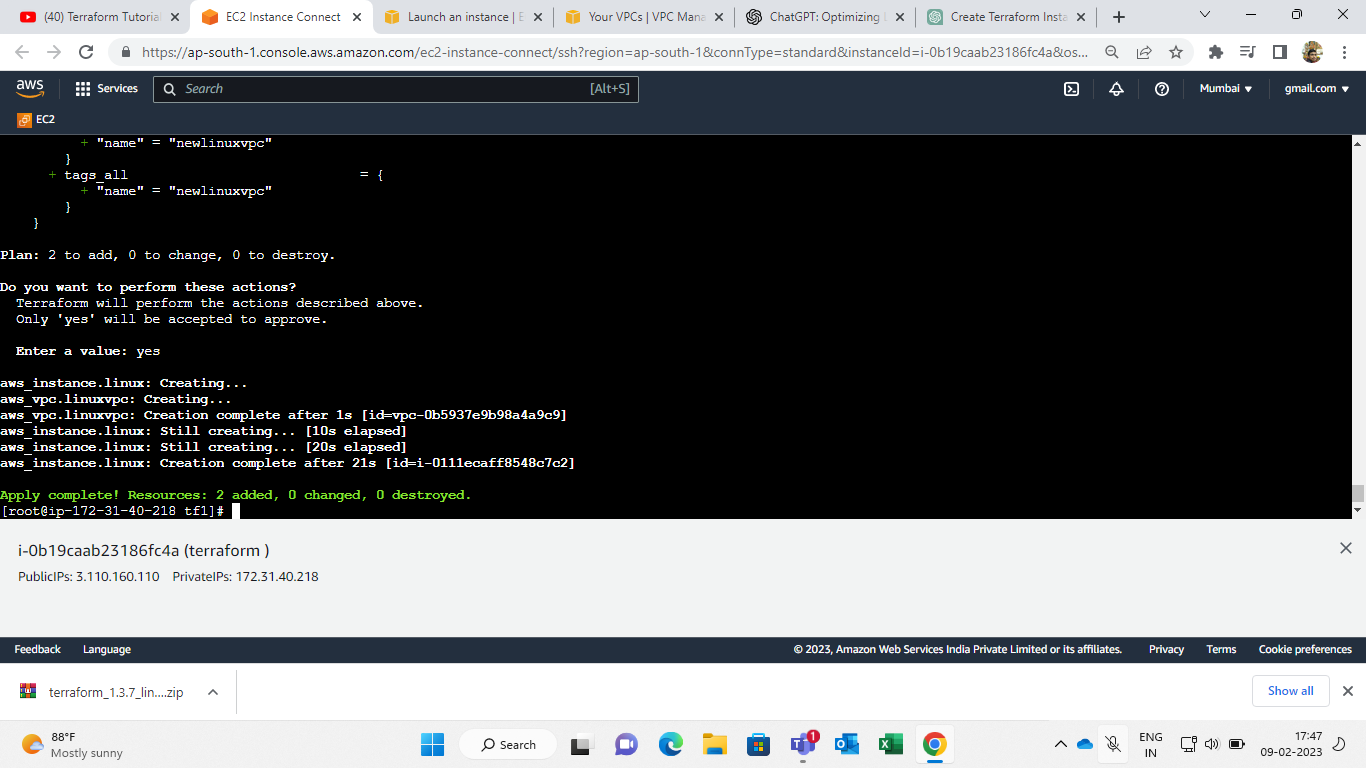 (40) Terraform Tutorial
EC2 Instance Connect
Launch an instance | E
Your VPCs | VPC Mana
ChatGPT: Optimizing
Create Terraform Insta
https://ap-south-1.console.aws.amazon.com/ec2-instance-connect/ssh?region=ap-south-1&connType=standard&instanceId=i-0b19caab23186fc4a&os...
aws
Services
Search
[Alt+S]
Mumbai
gmail.com
EC2
+ "name" = "newlinuxvpc"
}
+ tags_all = {
+ "name" = "newlinuxvpc"
}
}
Plan: 2 to add, 0 to change, 0 to destroy.
Do you want to perform these actions?
Terraform will perform the actions described above.
Only 'yes' will be accepted to approve.
Enter a value: yes
aws_instance.linux: Creating...
aws_vpc.linuxvpc: Creating...
aws_vpc.linuxvpc: Creation complete after 1s [id=vpc-0b5937e9b98a4a9c9]
aws_instance.linux: Still creating... [10s elapsed]
aws_instance.linux: Still creating... [20s elapsed]
aws_instance.linux: Creation complete after 21s [id=i-0111ecaff8548c7c2]
Apply complete! Resources: 2 added, 0 changed, 0 destroyed.
[root@ip-172-31-40-218 tf1]#
i-0b19caab23186fc4a (terraform )
PublicIPs: 3.110.160.110 PrivateIPs: 172.31.40.218
Feedback
Language
© 2023, Amazon Web Services India Private Limited or its affiliates.
Privacy
Terms
Cookie preferences
terraform_1.3.7_lin....zip
Show all
88°F
Mostly sunny
Search
1
ENG
IN
17:47
09-02-2023